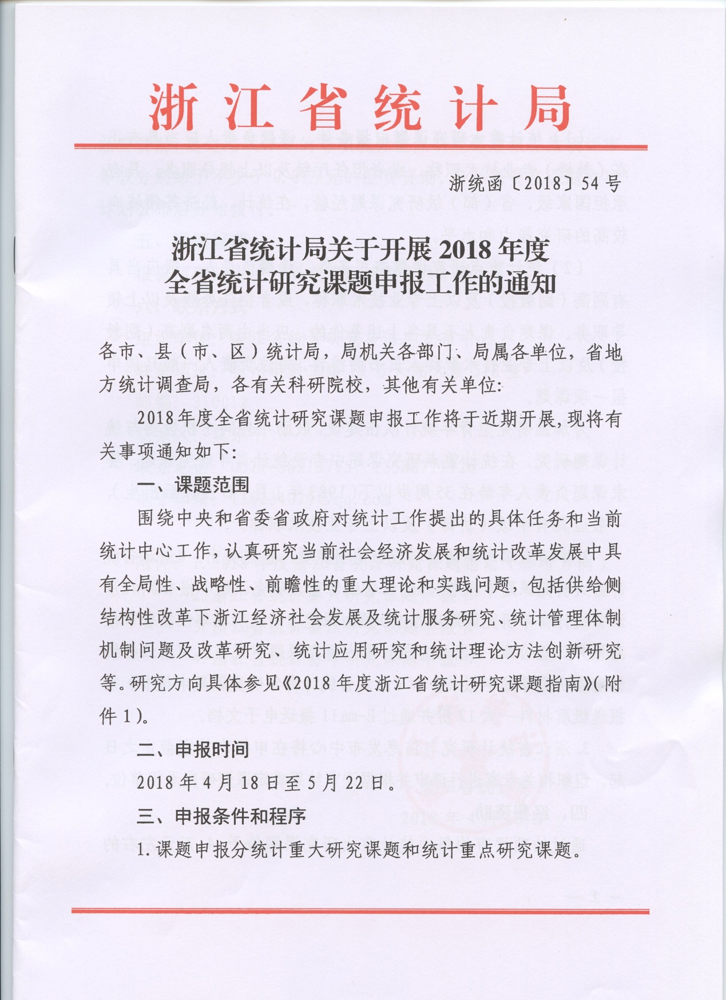 浙江省统计局
浙统函〔2018〕54号
浙江省统计局关于开展2018年度
全省统计研究课题申报工作的通知
各市、县（市、区）统计局，局机关各部门、局属各单位，省地
方统计调查局，各有关科研院校，其他有关单位：
2018年度全省统计研究课题申报工作将于近期开展，现将有
关事项通知如下：
一、课题范围
围绕中央和省委省政府对统计工作提出的具体任务和当前
统计中心工作，认真研究当前社会经济发展和统计改革发展中具
有全局性、战略性、前瞻性的重大理论和实践问题，包括供给侧
结构性改革下浙江经济社会发展及统计服务研究、统计管理体制
机制问题及改革研究、统计应用研究和统计理论方法创新研究
等。研究方向具体参见《2018年度浙江省统计研究课题指南》（附
件1）。
二、申报时间
2018年4月18日至5月22日。
三、申报条件和程序
1.课题申报分统计重大研究课题和统计重点研究课题。